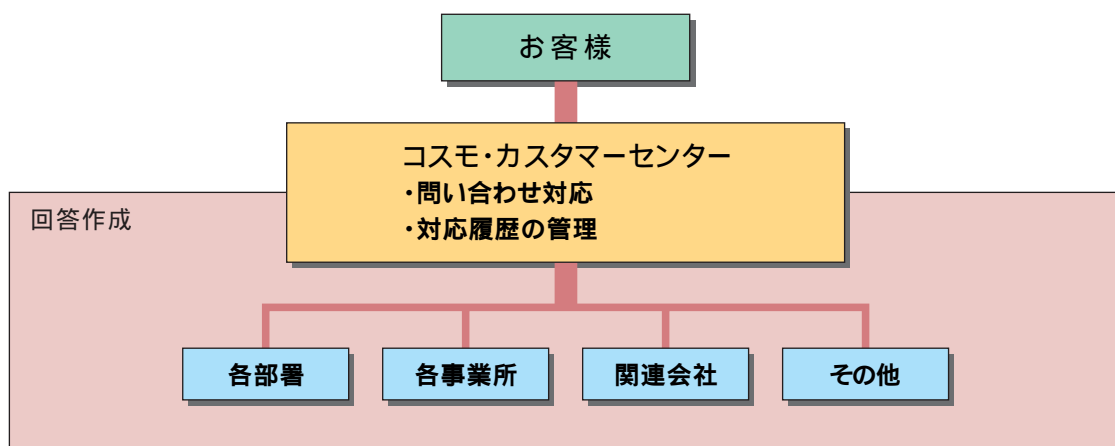 お客様
コスモ・カスタマーセンター
・問い合わせ対応
・対応履歴の管理
回答作成
各部署
各事業所
関連会社
その他